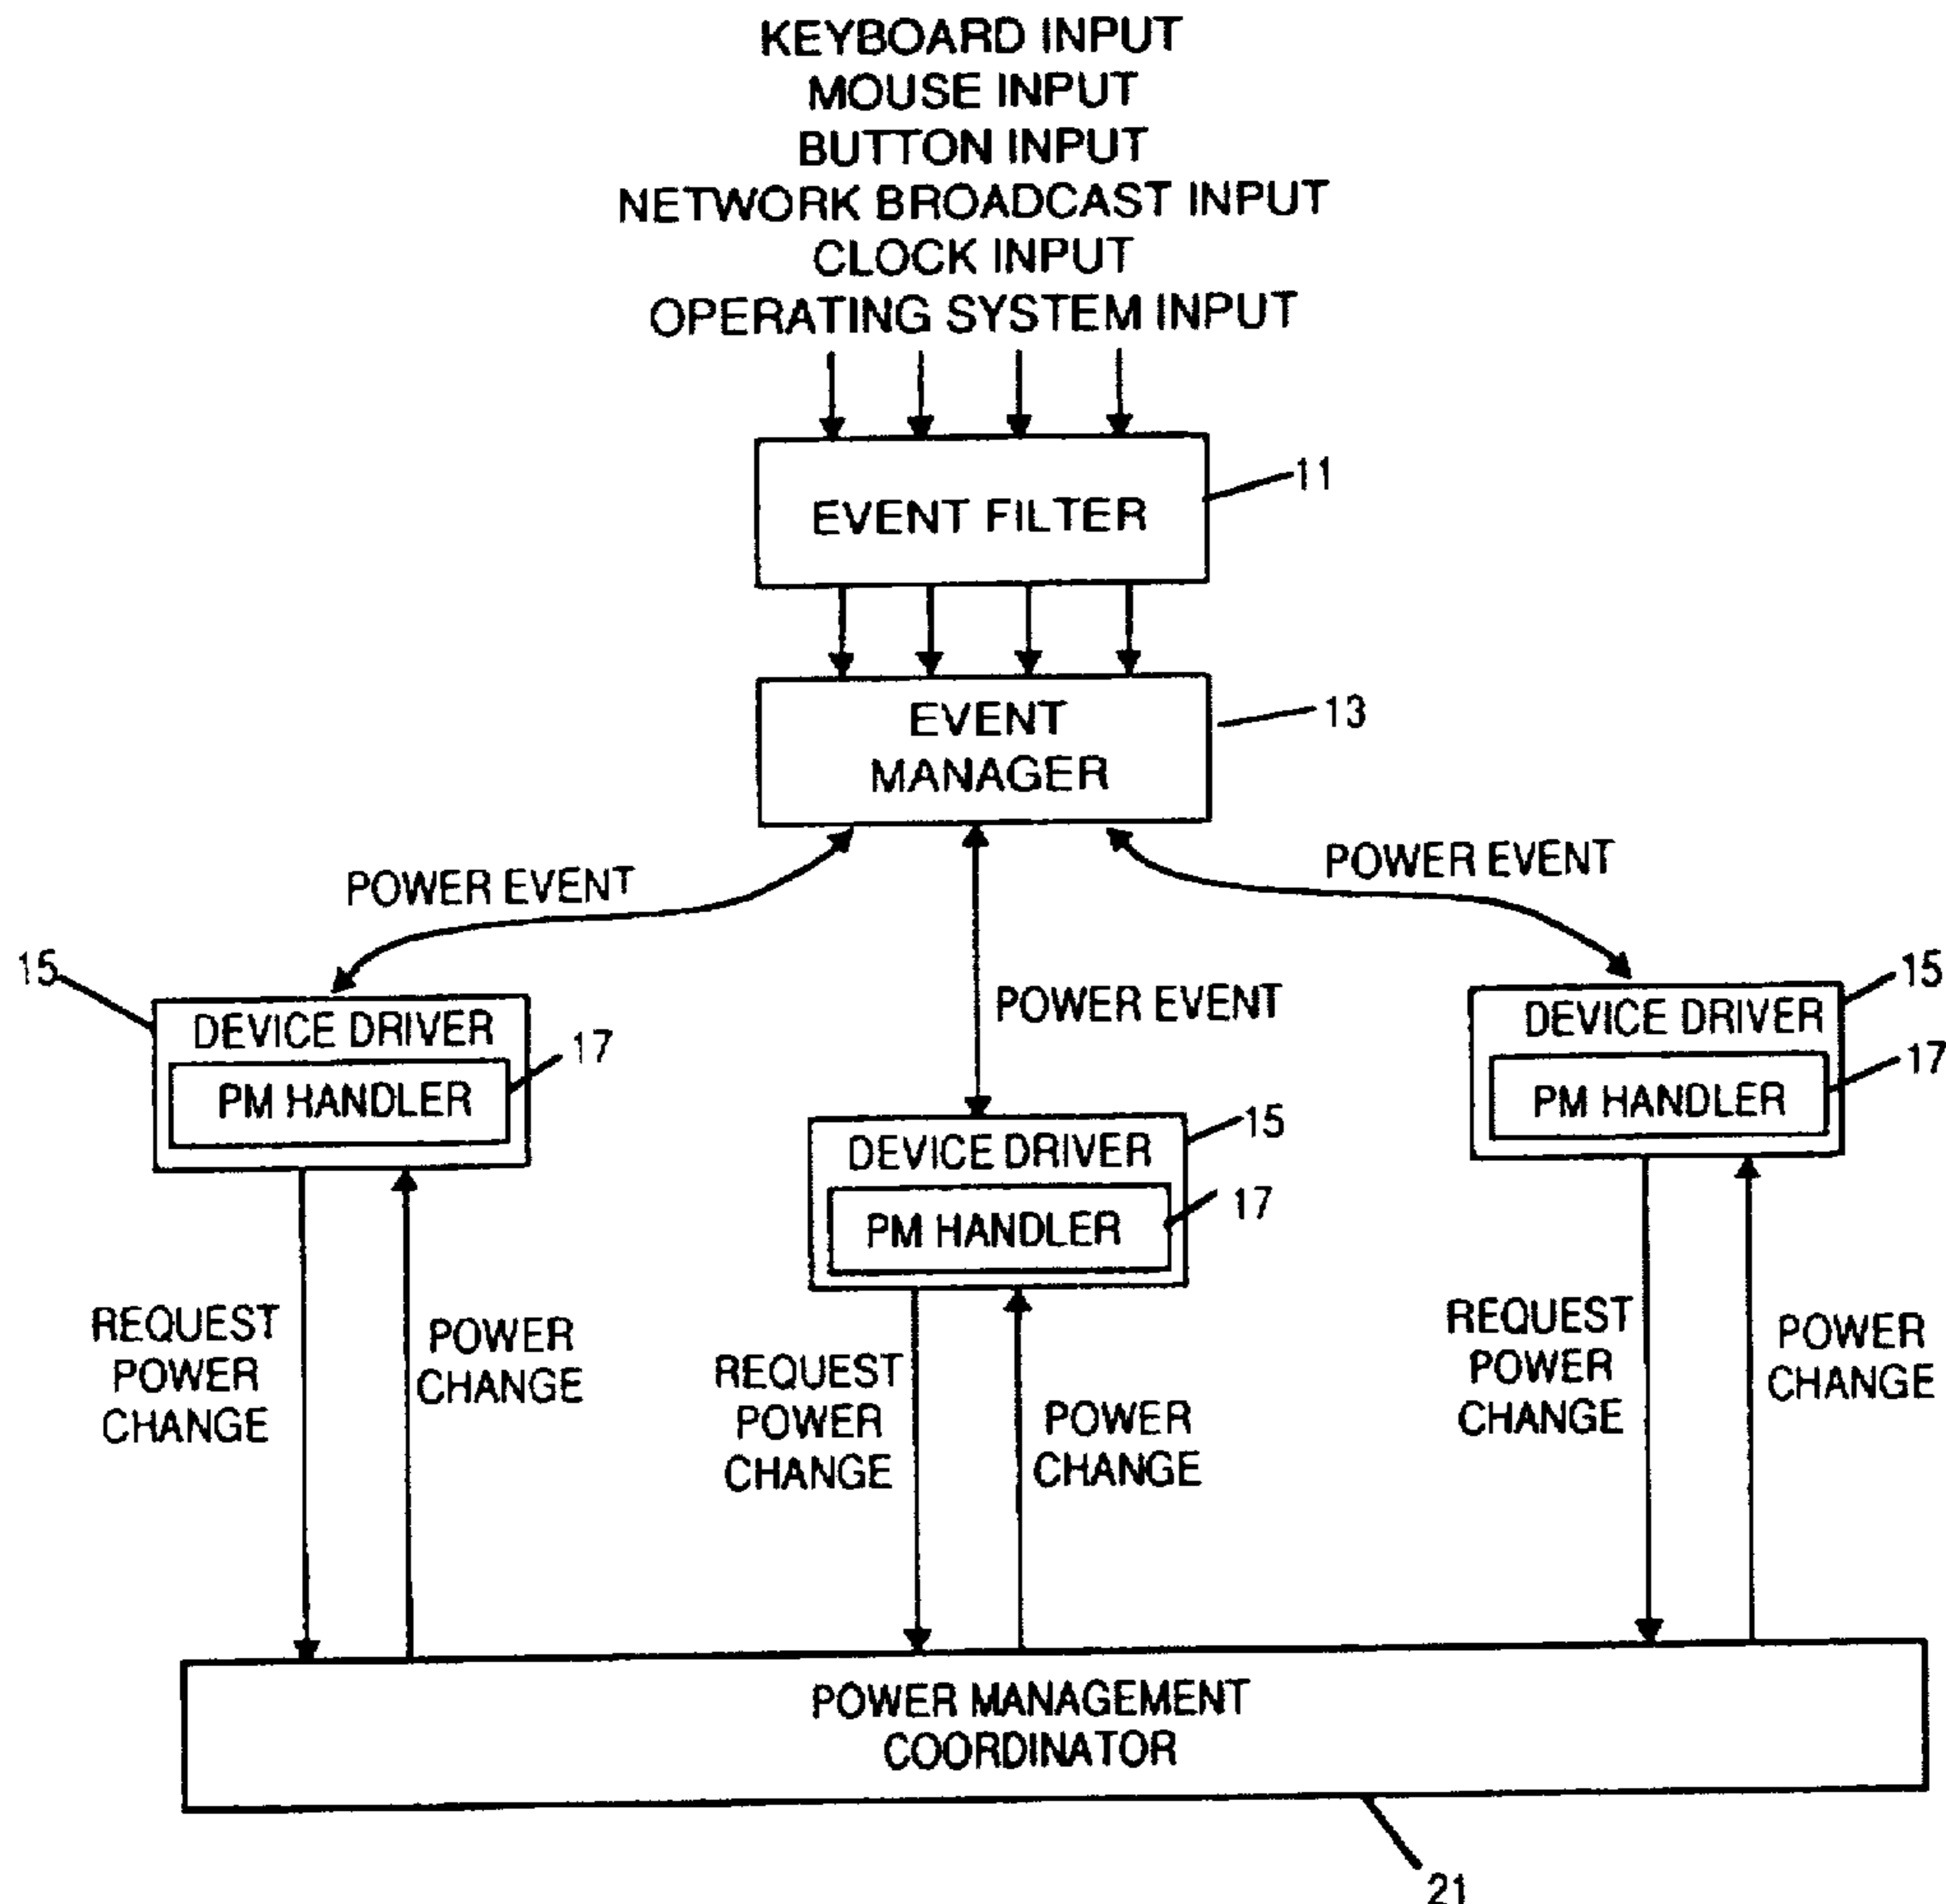 KEYBOARD INPUT
MOUSE INPUT
BUTTON INPUT
NETWORK BROADCAST INPUT
CLOCK INPUT
OPERATING SYSTEM INPUT
EVENT FILTER
11
EVENT
MANAGER
13
POWER EVENT
POWER EVENT
POWER EVENT
15
DEVICE DRIVER
PM HANDLER
17
15
DEVICE DRIVER
PM HANDLER
17
15
DEVICE DRIVER
PM HANDLER
17
REQUEST
POWER
CHANGE
POWER
CHANGE
REQUEST
POWER
CHANGE
POWER
CHANGE
REQUEST
POWER
CHANGE
POWER
CHANGE
POWER MANAGEMENT
COORDINATOR
21